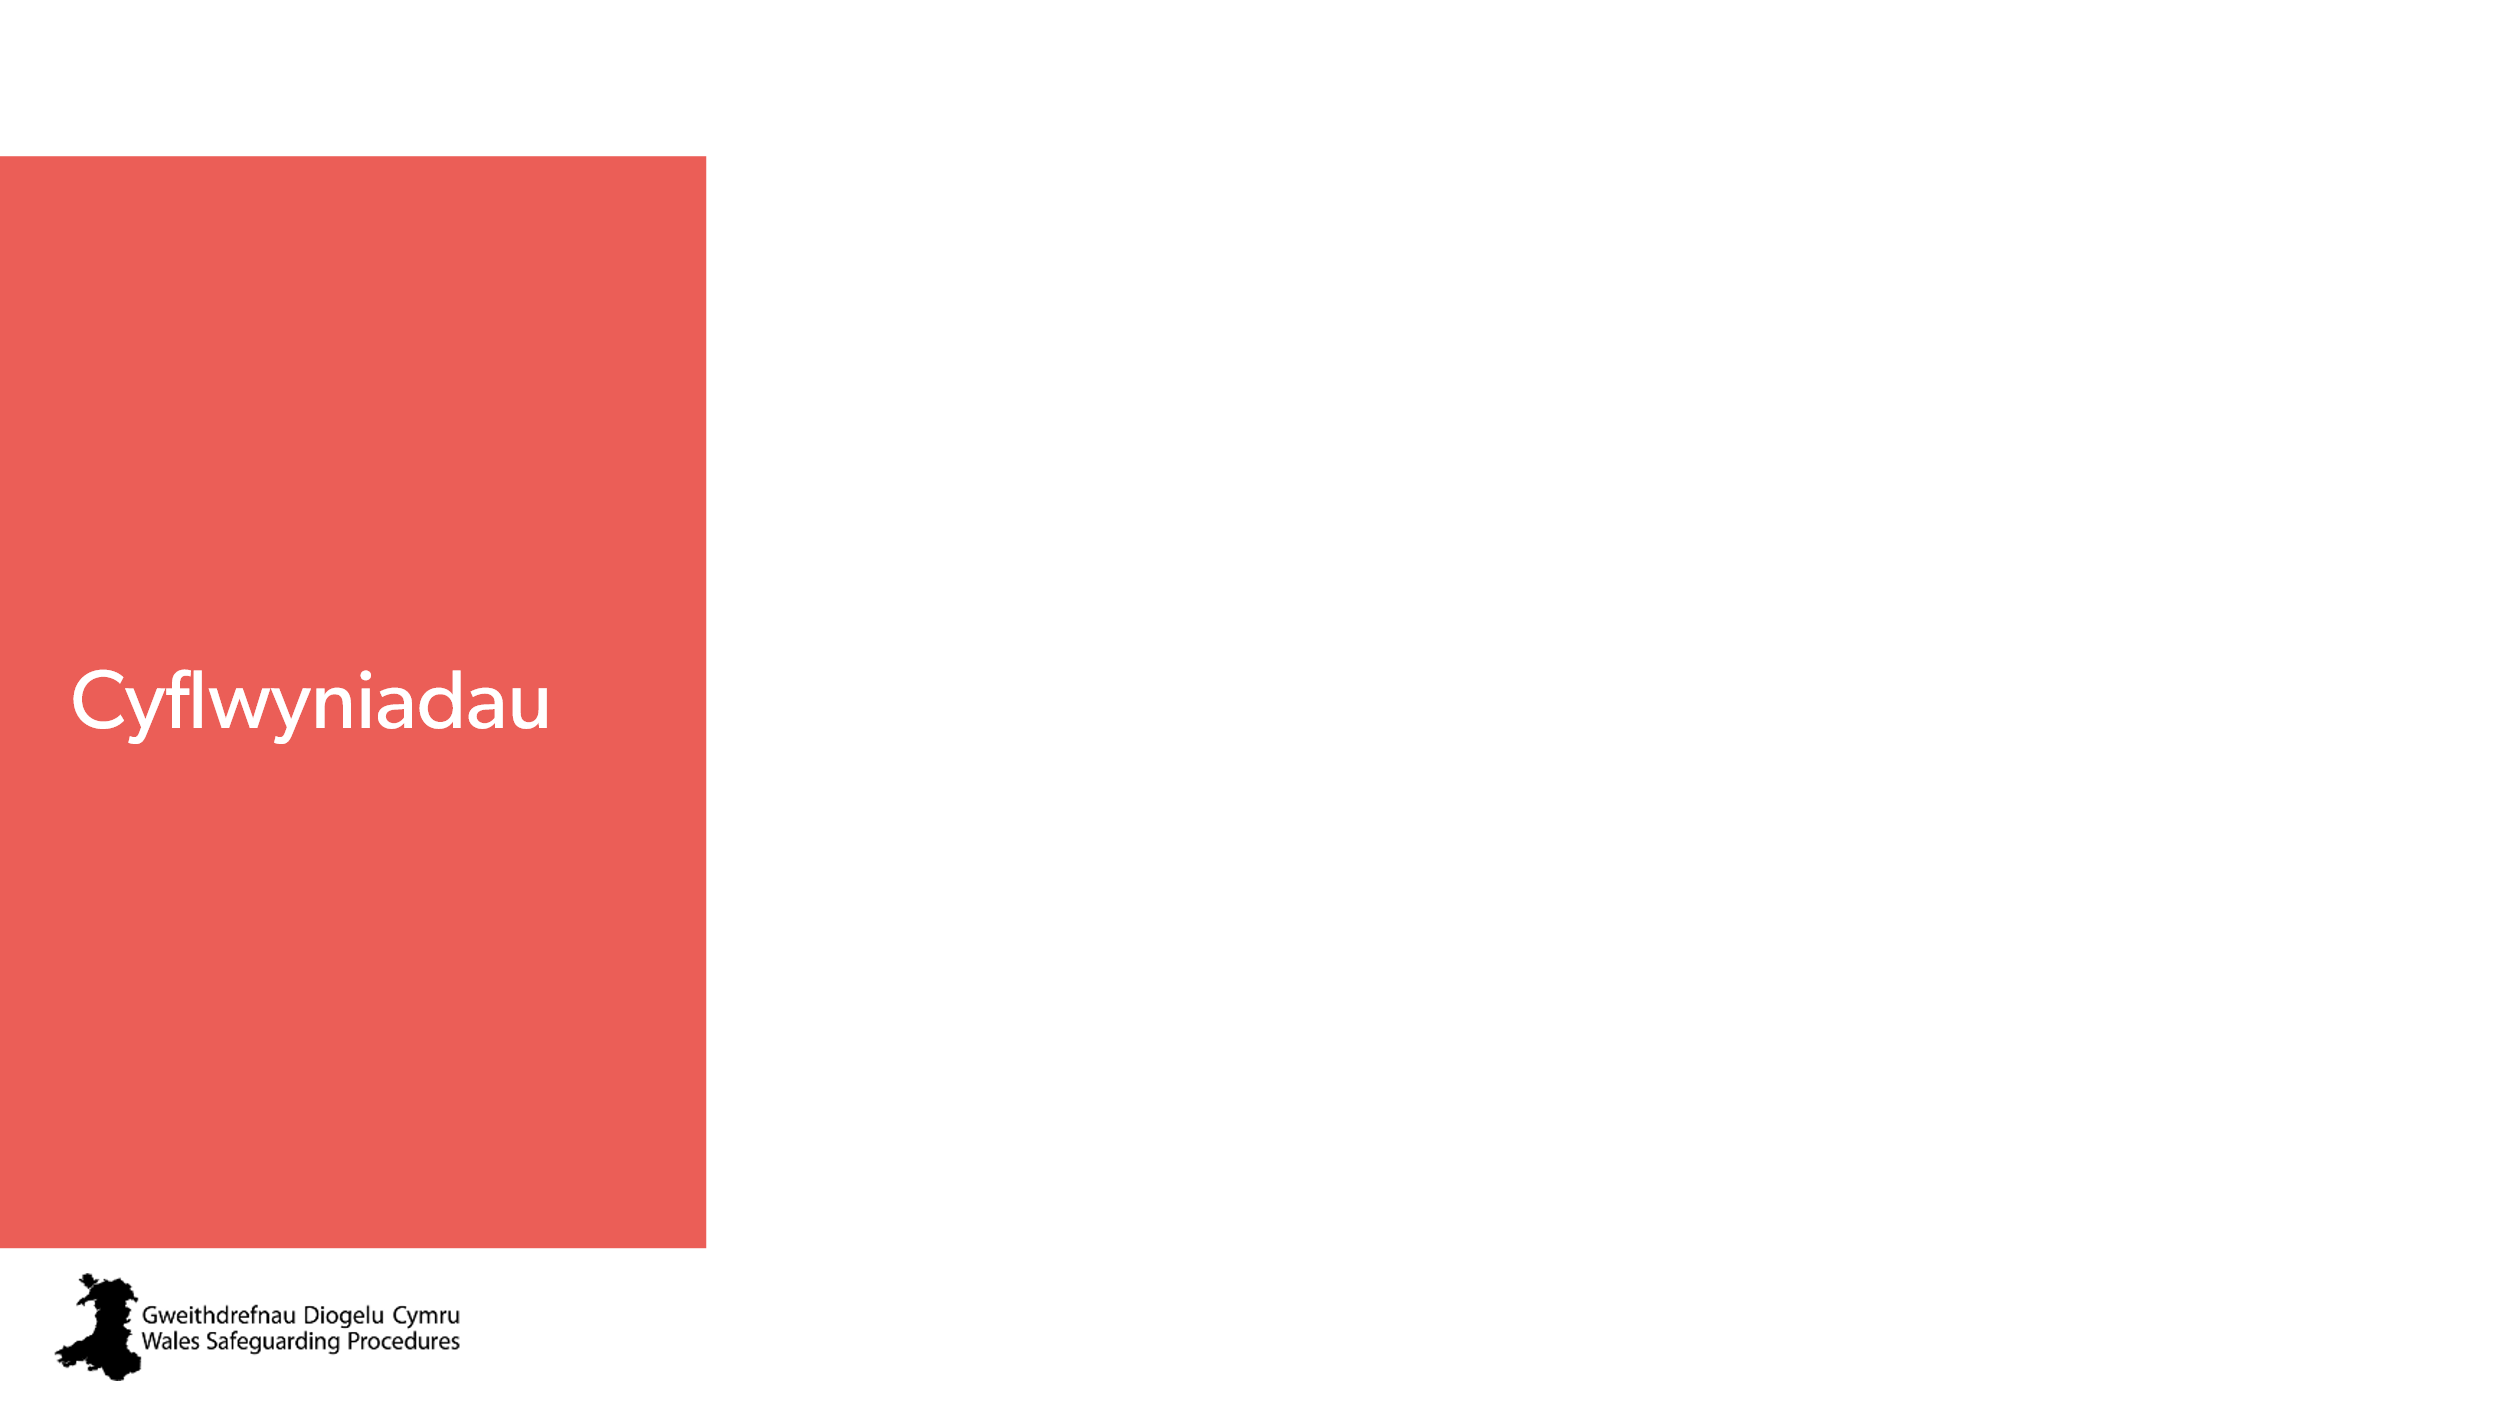 Cyflwyniadau
Gweithdrefnau Diogelu Cymru
Wales Safeguarding Procedures